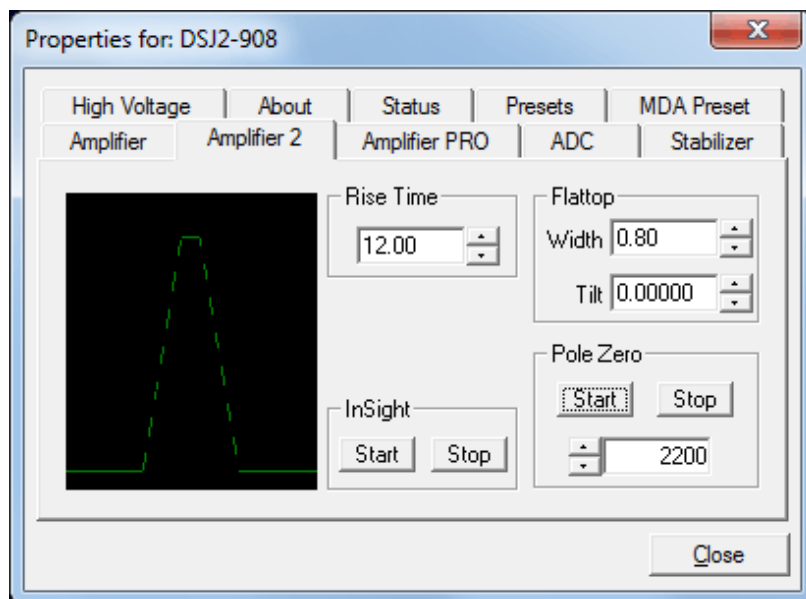 Properties for: DSJ2-908
High Voltage About Status Presets MDA Preset
Amplifier Amplifier 2 Amplifier PRO ADC Stabilizer
Rise Time
12.00
Flattop
Width 0.80
Tilt 0.00000
InSight
Start Stop
Pole Zero
Start Stop
2200
Close